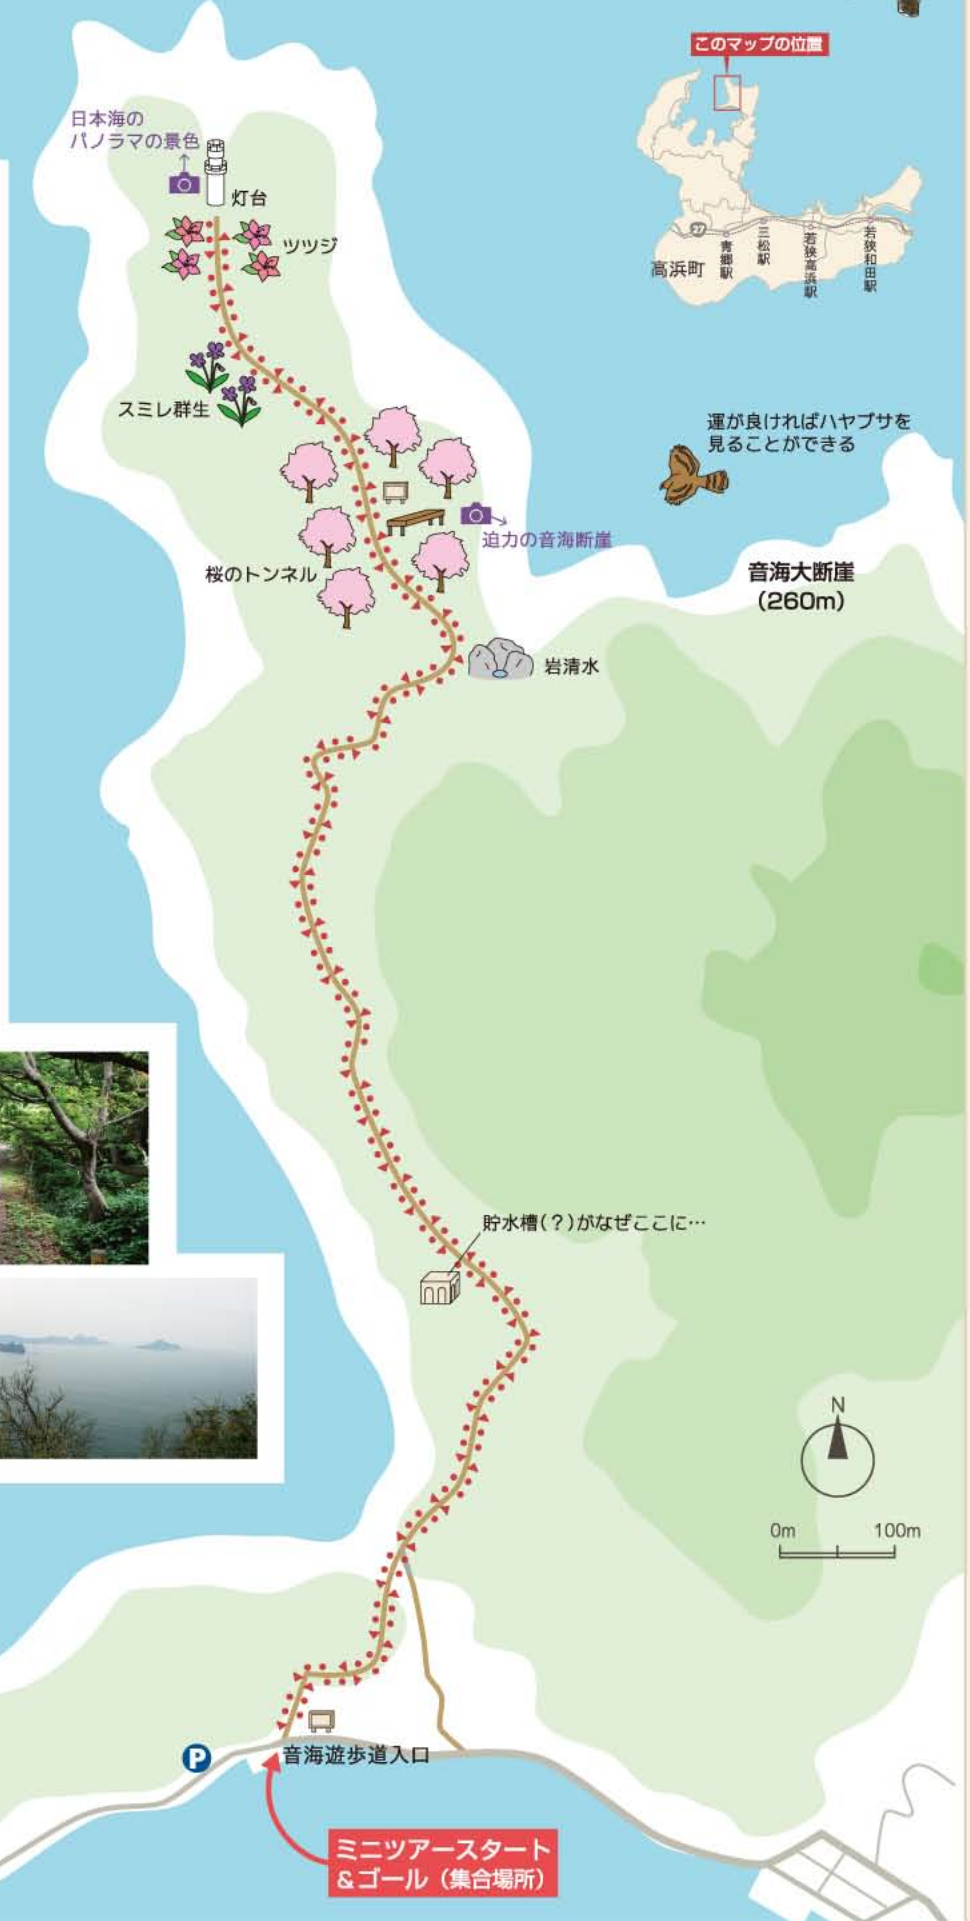 このマップの位置
27
青郷駅
三松駅
若狭高浜駅
若狭和田駅
高浜町
日本海の
パノラマの景色
灯台
ツツジ
スミレ群生
運が良ければハヤブサを
見ることができる
迫力の音海断崖
桜のトンネル
音海大断崖
(260m)
岩清水
貯水槽(？)がなぜここに…
N
0m 100m
P
音海遊歩道入口
ミニツアースタート
&ゴール（集合場所）